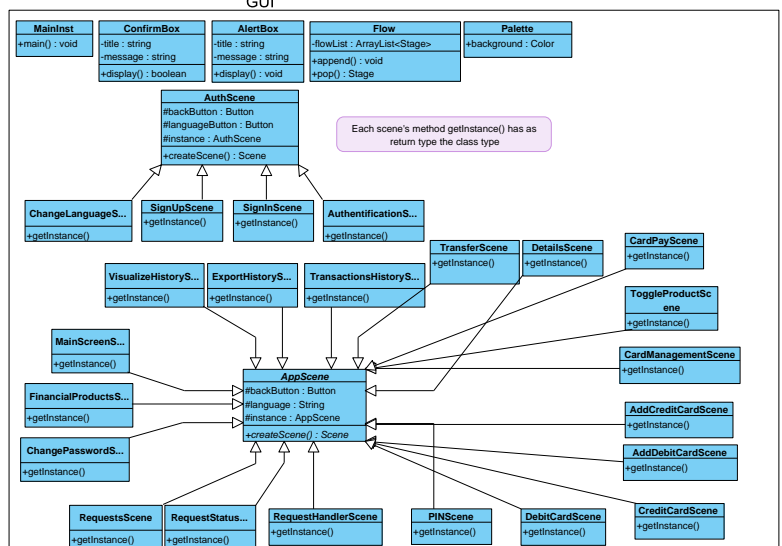 GUI
MainInst
+main() : void
ConfirmBox
-title : string
-message : string
+display() : boolean
AlertBox
-title : string
-message : string
+display() : void
Flow
-flowList : ArrayList<Stage>
+append() : void
+pop() : Stage
Palette
+background : Color
AuthScene
#backButton : Button
#languageButton : Button
#instance : AuthScene
+createScene() : Scene
Each scene's method getInstance() has as
return type the class type
ChangeLanguageS...
+getInstance()
SignUpScene
+getInstance()
SignInScene
+getInstance()
AuthentificationS...
+getInstance()
TransferScene
+getInstance()
DetailsScene
+getInstance()
CardPayScene
+getInstance()
VisualizeHistoryS...
+getInstance()
ExportHistoryS...
+getInstance()
TransactionsHistoryS...
+getInstance()
ToggleProductSc
ene
+getInstance()
MainScreenS...
+getInstance()
CardManagementScene
+getInstance()
FinancialProductsS...
+getInstance()
AppScene
#backButton : Button
#language : String
#instance : AppScene
+createScene() : Scene
AddCreditCardScene
+getInstance()
ChangePasswordS...
+getInstance()
AddDebitCardScene
+getInstance()
RequestsScene
+getInstance()
RequestStatus...
+getInstance()
RequestHandlerScene
+getInstance()
PINScene
+getInstance()
DebitCardScene
+getInstance()
CreditCardScene
+getInstance()